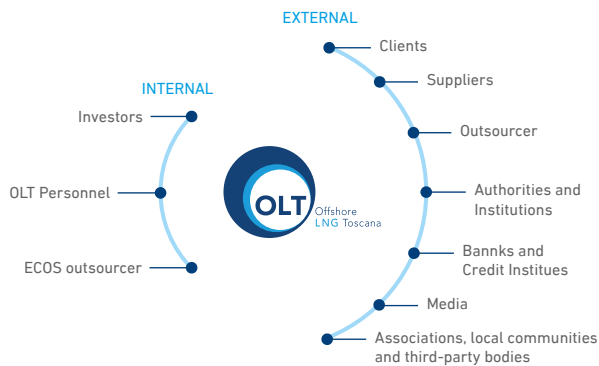 EXTERNAL
Clients
Suppliers
Outsourcer
Authorities and
Institutions
Bannks and
Credit Institues
Media
Associations, local communities
and third-party bodies
INTERNAL
Investors
OLT Personnel
ECOS outsourcer
OLT Offshore
LNG Toscana